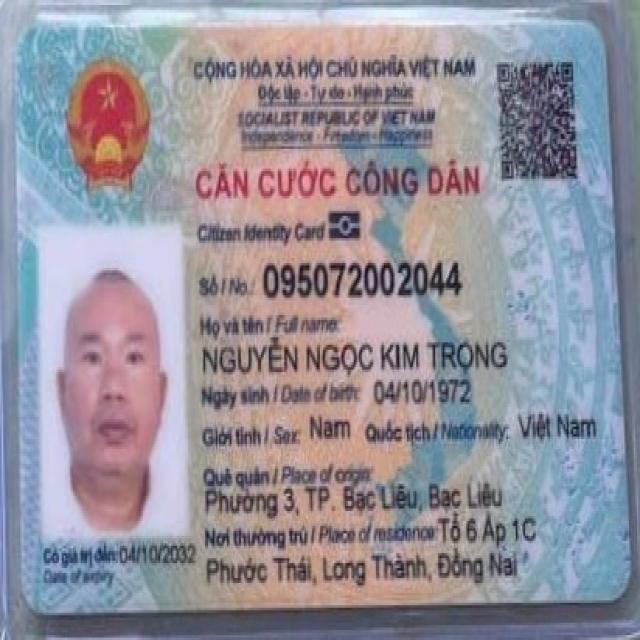 CỘNG HÒA XÃ HỘI CHỦ NGHĨA VIỆT NAM
Độc lập - Tự do - Hạnh phúc
SOCIALIST REPUBLIC OF VIET NAM
Independence - Freedom - Happiness
CĂN CƯỚC CÔNG DÂN
Citizen Identity Card
Số / No.: 095072002044
Họ và tên / Full name:
NGUYỄN NGỌC KIM TRỌNG
Ngày sinh / Date of birth: 04/10/1972
Giới tính / Sex: Nam Quốc tịch / Nationality: Việt Nam
Quê quán / Place of origin:
Phường 3, TP. Bạc Liêu, Bạc Liêu
Nơi thường trú / Place of residence: Tổ 6 Ấp 1C
Phước Thái, Long Thành, Đồng Nai
Có giá trị đến: 04/10/2032
Date of expiry